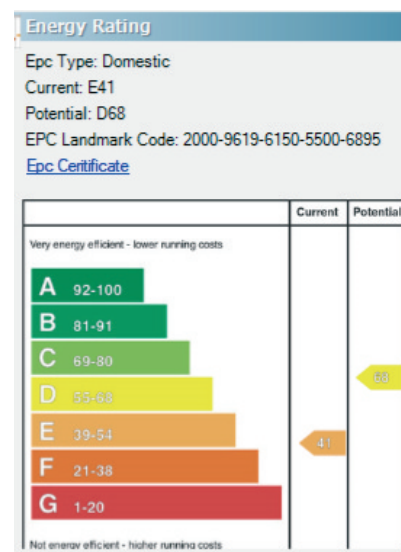 Energy Rating
Epc Type: Domestic
Current: E41
Potential: D68
EPC Landmark Code: 2000-9619-6150-5500-6895
Epc Ceritificate
Current Potential
Very energy efficient - lower running costs
A 92-100
B 81-91
C 69-80
68
D 55-68
E 39-54 41
F 21-38
G 1-20
Not energy efficient - higher running costs